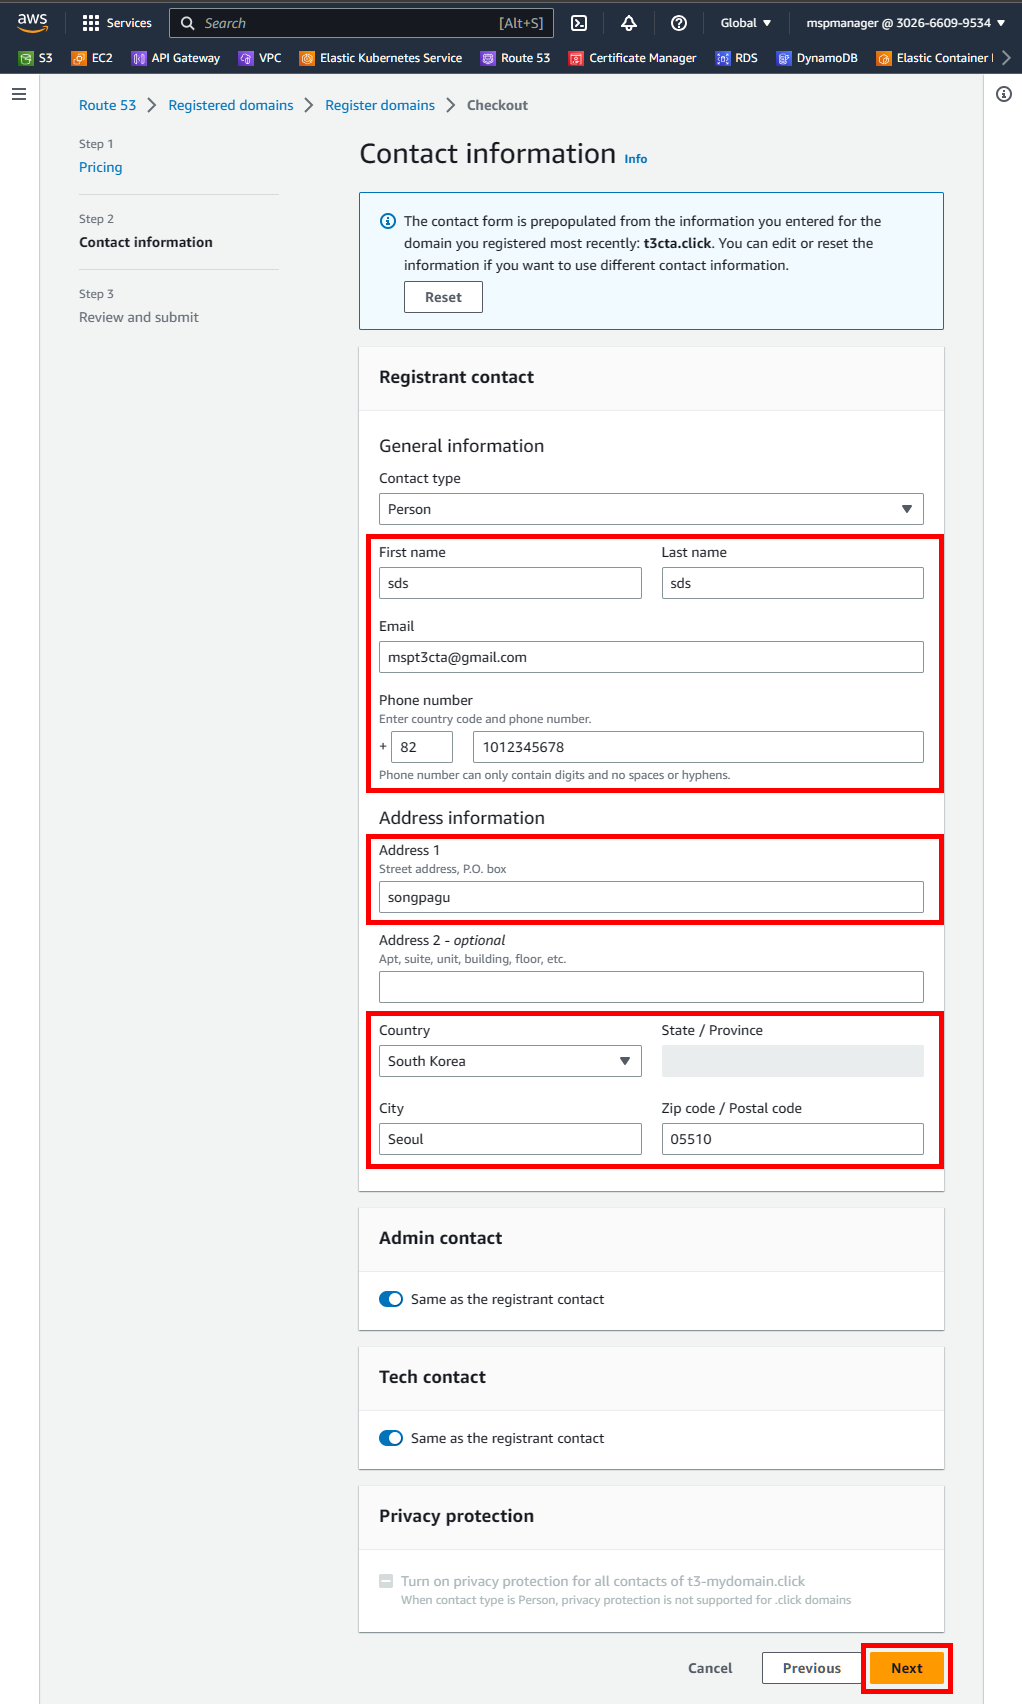 aws
Services
Search
[Alt+S]
Global
mspmanager @ 3026-6609-9534
S3
EC2
API Gateway
VPC
Elastic Kubernetes Service
Route 53
Certificate Manager
RDS
DynamoDB
Elastic Container
Route 53
Registered domains
Register domains
Checkout
Step 1
Pricing
Step 2
Contact information
Step 3
Review and submit
Contact information Info
The contact form is prepopulated from the information you entered for the
domain you registered most recently: t3cta.click. You can edit or reset the
information if you want to use different contact information.
Reset
Registrant contact
General information
Contact type
Person
First name
Last name
sds
sds
Email
mspt3cta@gmail.com
Phone number
Enter country code and phone number.
+ 82
1012345678
Phone number can only contain digits and no spaces or hyphens.
Address information
Address 1
Street address, P.O. box
songpagu
Address 2 - optional
Apt, suite, unit, building, floor, etc.
Country
State / Province
South Korea
City
Zip code / Postal code
Seoul
05510
Admin contact
Same as the registrant contact
Tech contact
Same as the registrant contact
Privacy protection
Turn on privacy protection for all contacts of t3-mydomain.click
When contact type is Person, privacy protection is not supported for .click domains
Cancel
Previous
Next